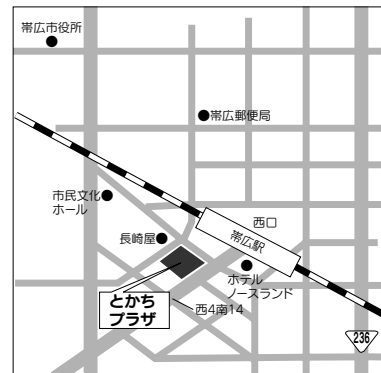 帯広市役所
帯広郵便局
市民文化
ホール
西口
帯広駅
長崎屋
ホテル
ノースランド
とかち
プラザ
西4南14
236